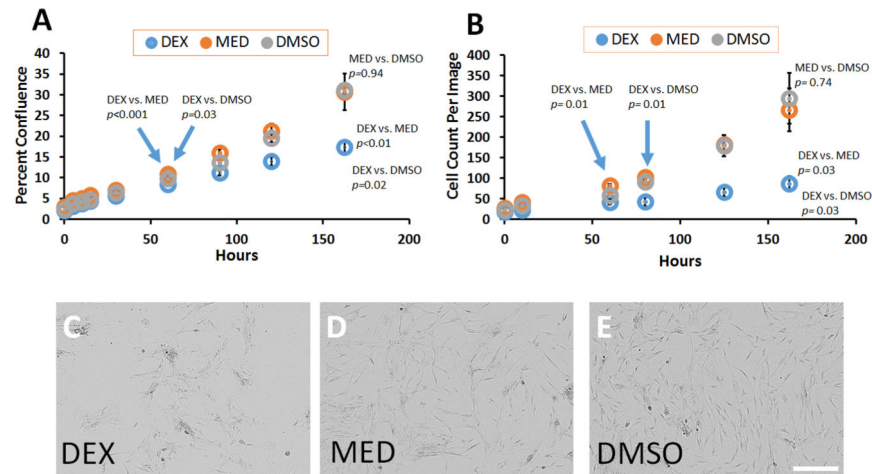 A
DEX MED DMSO
Percent Confluence
40
35
30
25
20
15
10
5
0
0 50 100 150 200
Hours
DEX vs. MED
p<0.001
DEX vs. DMSO
p=0.03
MED vs. DMSO
p=0.94
DEX vs. MED
p<0.01
DEX vs. DMSO
p=0.02
B
DEX MED DMSO
Cell Count Per Image
400
350
300
250
200
150
100
50
0
0 50 100 150 200
Hours
DEX vs. MED
p= 0.01
DEX vs. DMSO
p= 0.01
MED vs. DMSO
p= 0.74
DEX vs. MED
p= 0.03
DEX vs. DMSO
p= 0.03
C
DEX
D
MED
E
DMSO